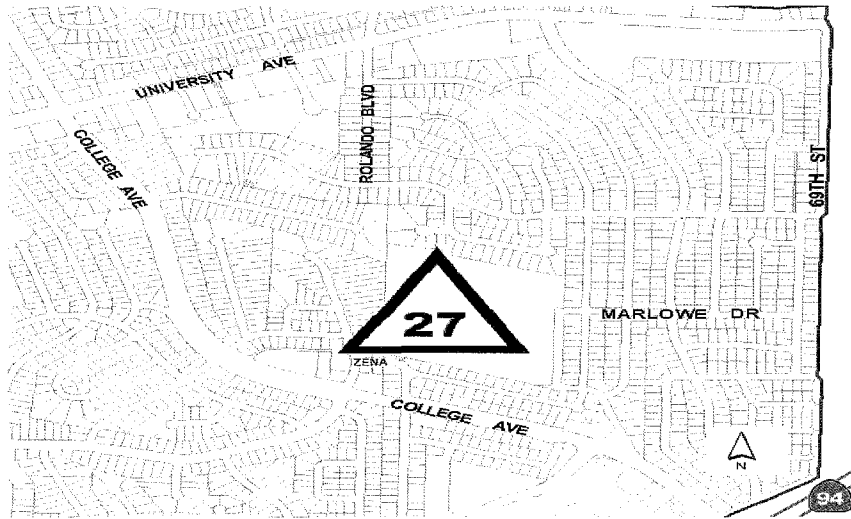 UNIVERSITY AVE
ROLANDO BLVD
COLLEGE AVE
69TH ST
27
MARLOWE DR
ZENA
COLLEGE AVE
N
94